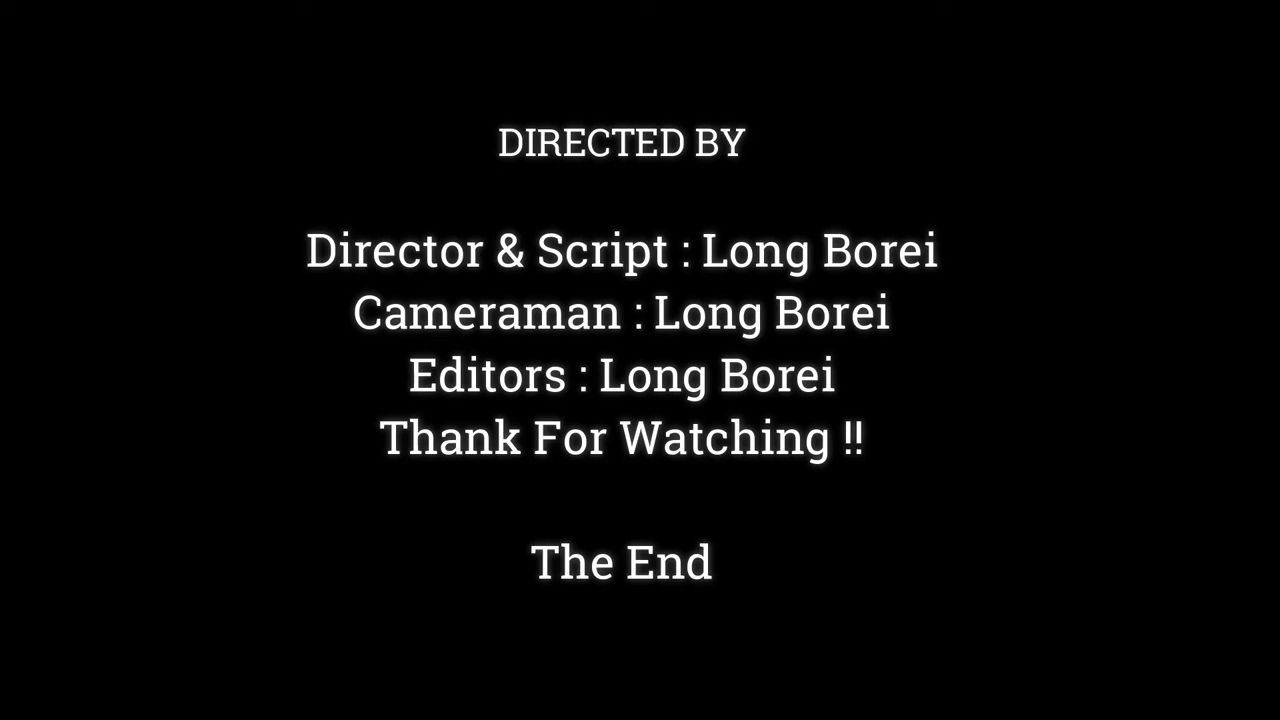 DIRECTED BY
Director & Script : Long Borei
Cameraman : Long Borei
Editors : Long Borei
Thank For Watching !!
The End